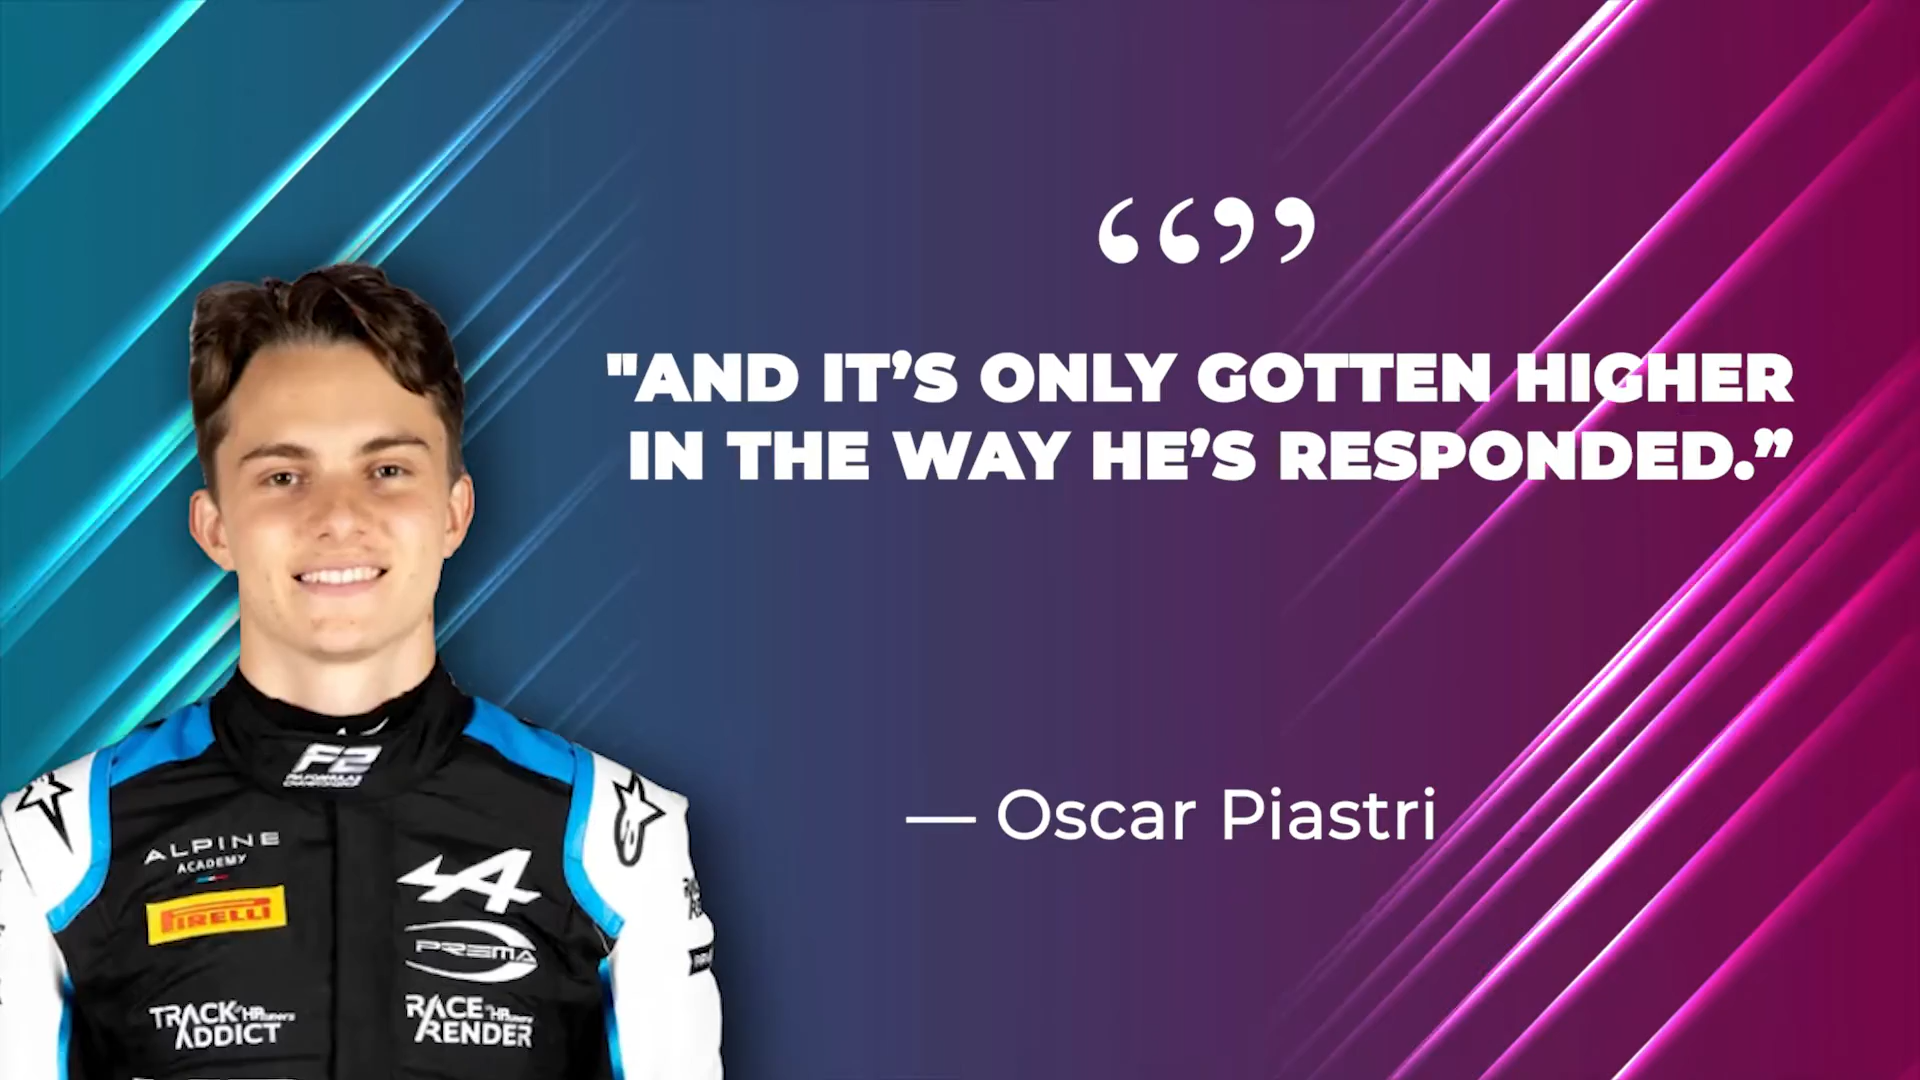 “”
"AND IT’S ONLY GOTTEN HIGHER
IN THE WAY HE’S RESPONDED.”
— Oscar Piastri
F2
ALPINE
ACADEMY
PIRELLI
PREMA
TRACK
ADDICT
RACE
RENDER